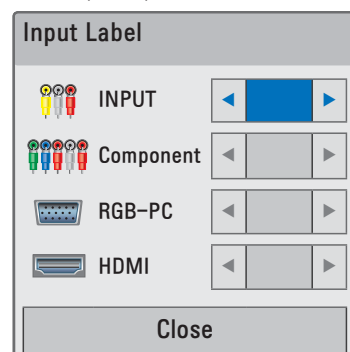 Input Label
INPUT
Component
RGB-PC
HDMI
Close